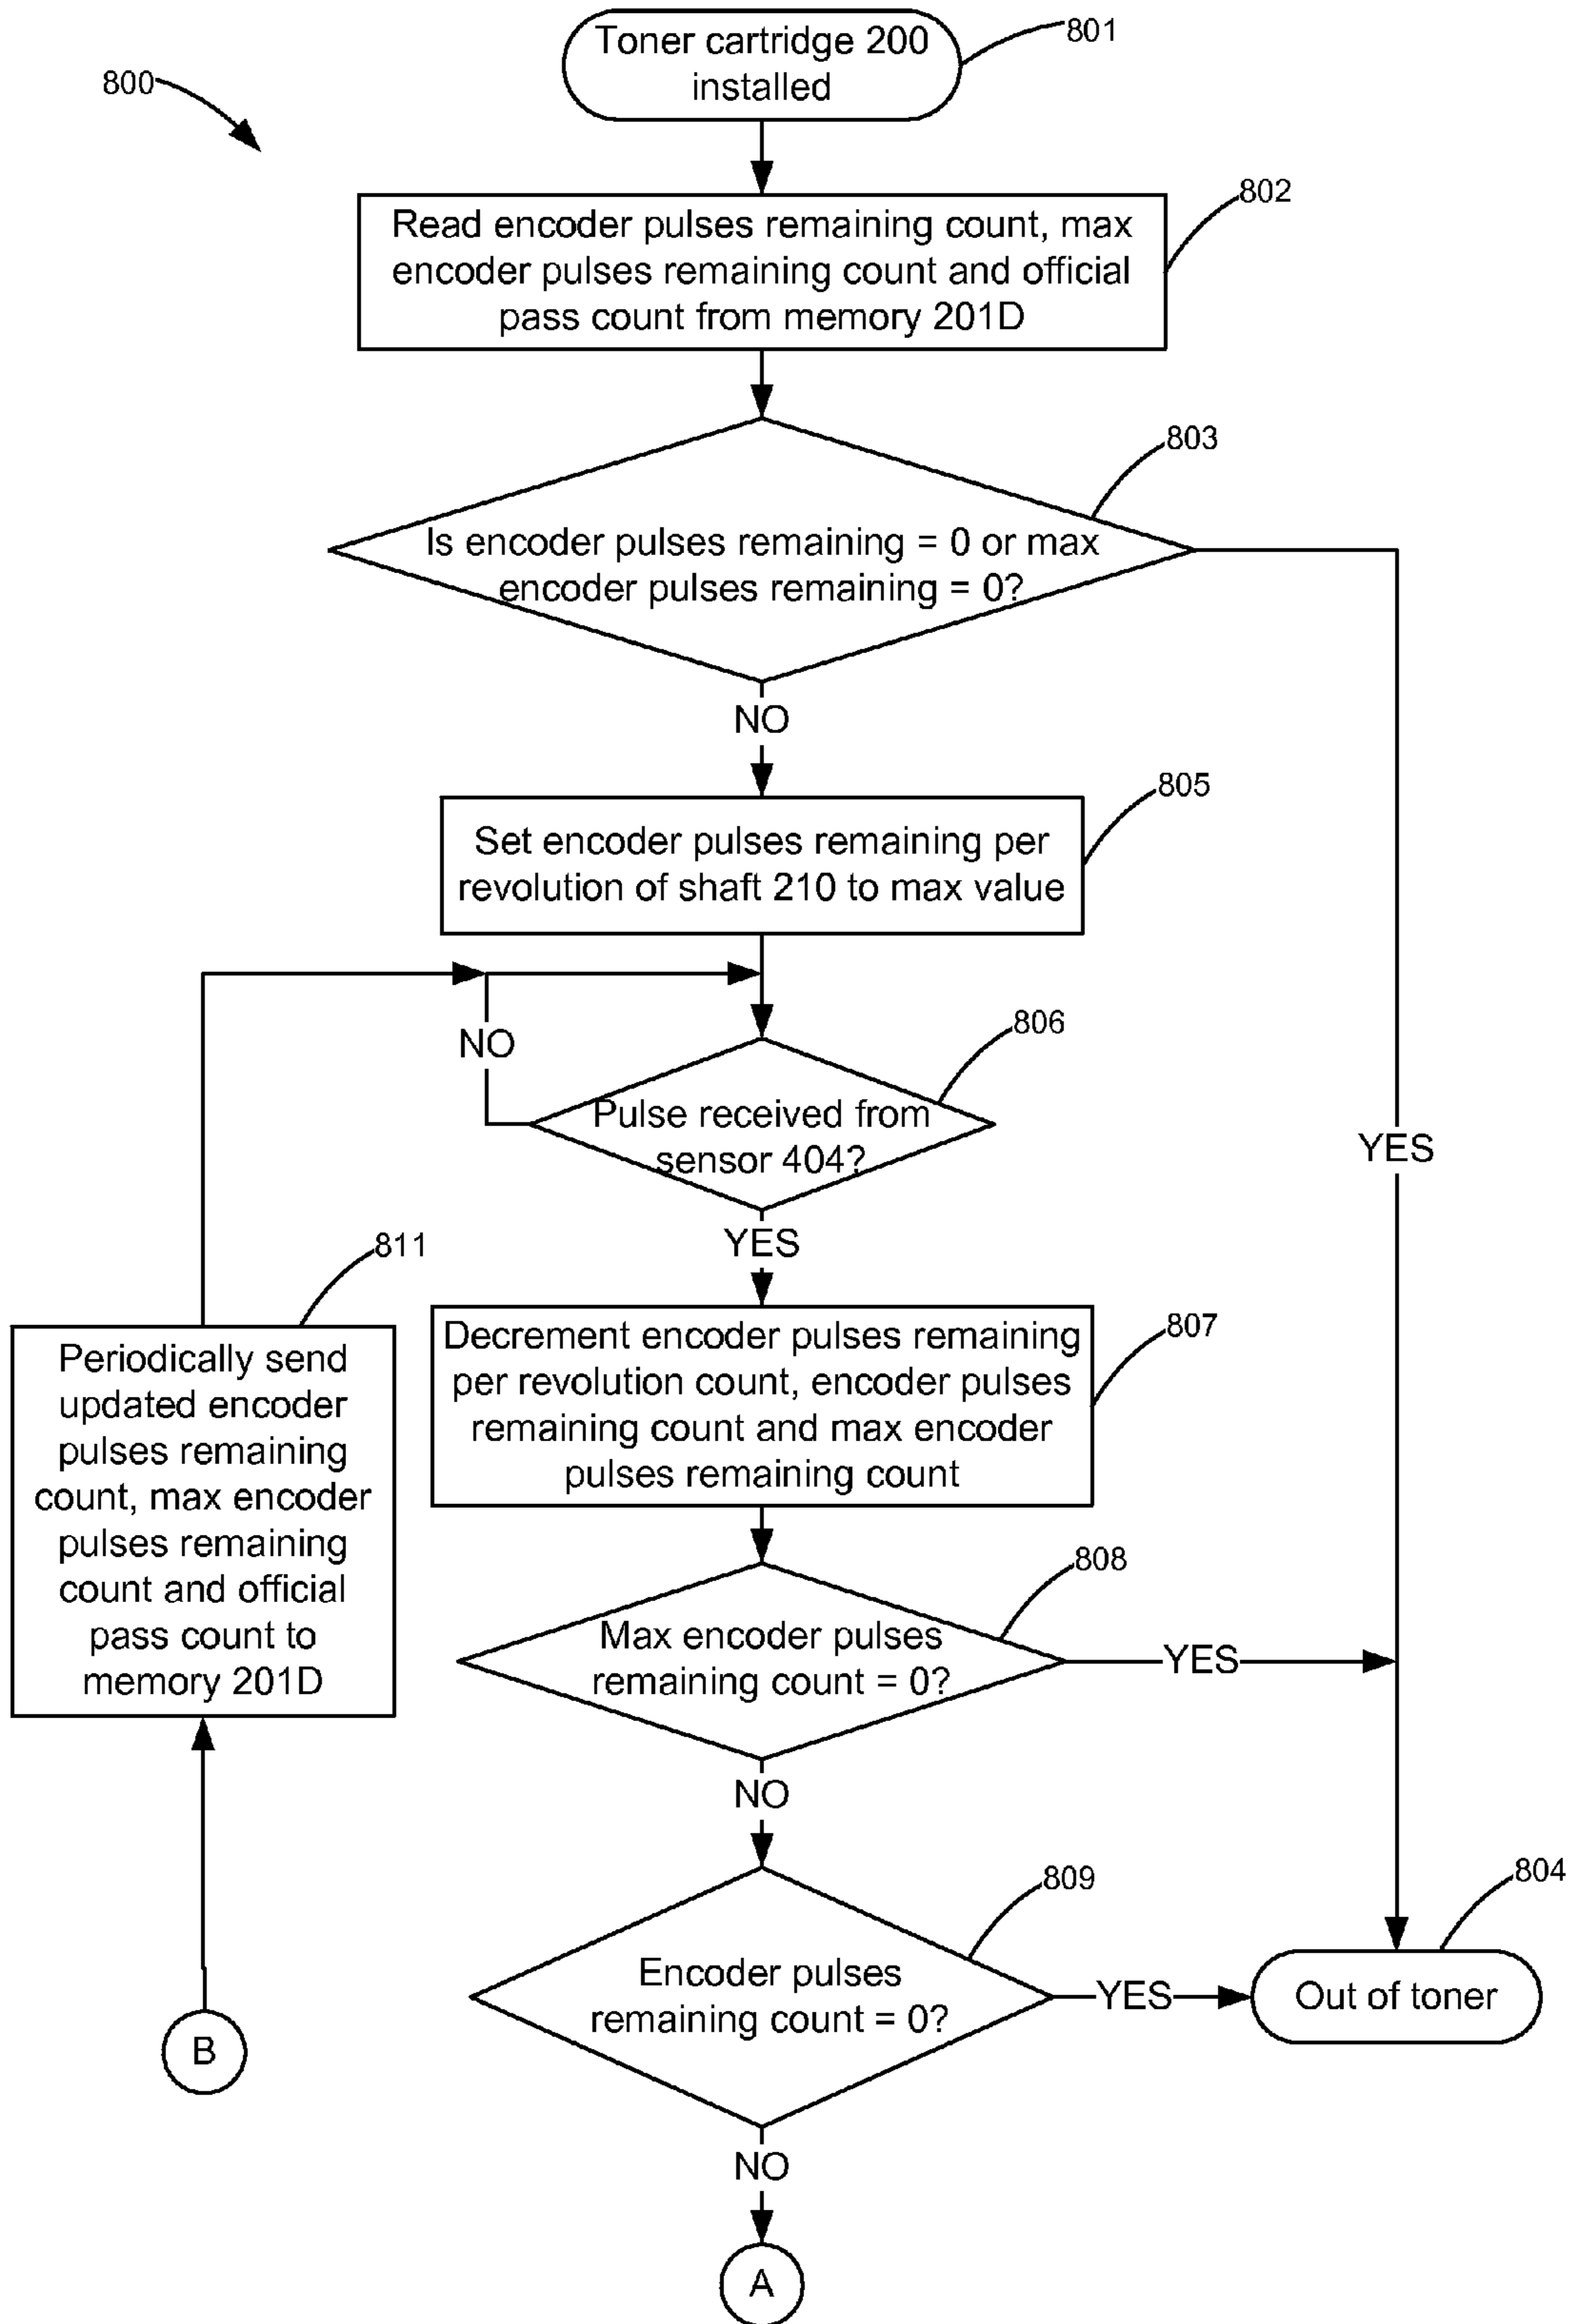 Toner cartridge 200
installed
801
800
Read encoder pulses remaining count, max
encoder pulses remaining count and official
pass count from memory 201D
802
803
Is encoder pulses remaining = 0 or max
encoder pulses remaining = 0?
NO
YES
Set encoder pulses remaining per
revolution of shaft 210 to max value
805
NO
806
Pulse received from
sensor 404?
YES
811
Periodically send
updated encoder
pulses remaining
count, max encoder
pulses remaining
count and official
pass count to
memory 201D
Decrement encoder pulses remaining
per revolution count, encoder pulses
remaining count and max encoder
pulses remaining count
807
808
Max encoder pulses
remaining count = 0?
YES
NO
809
Encoder pulses
remaining count = 0?
YES
804
Out of toner
B
NO
A